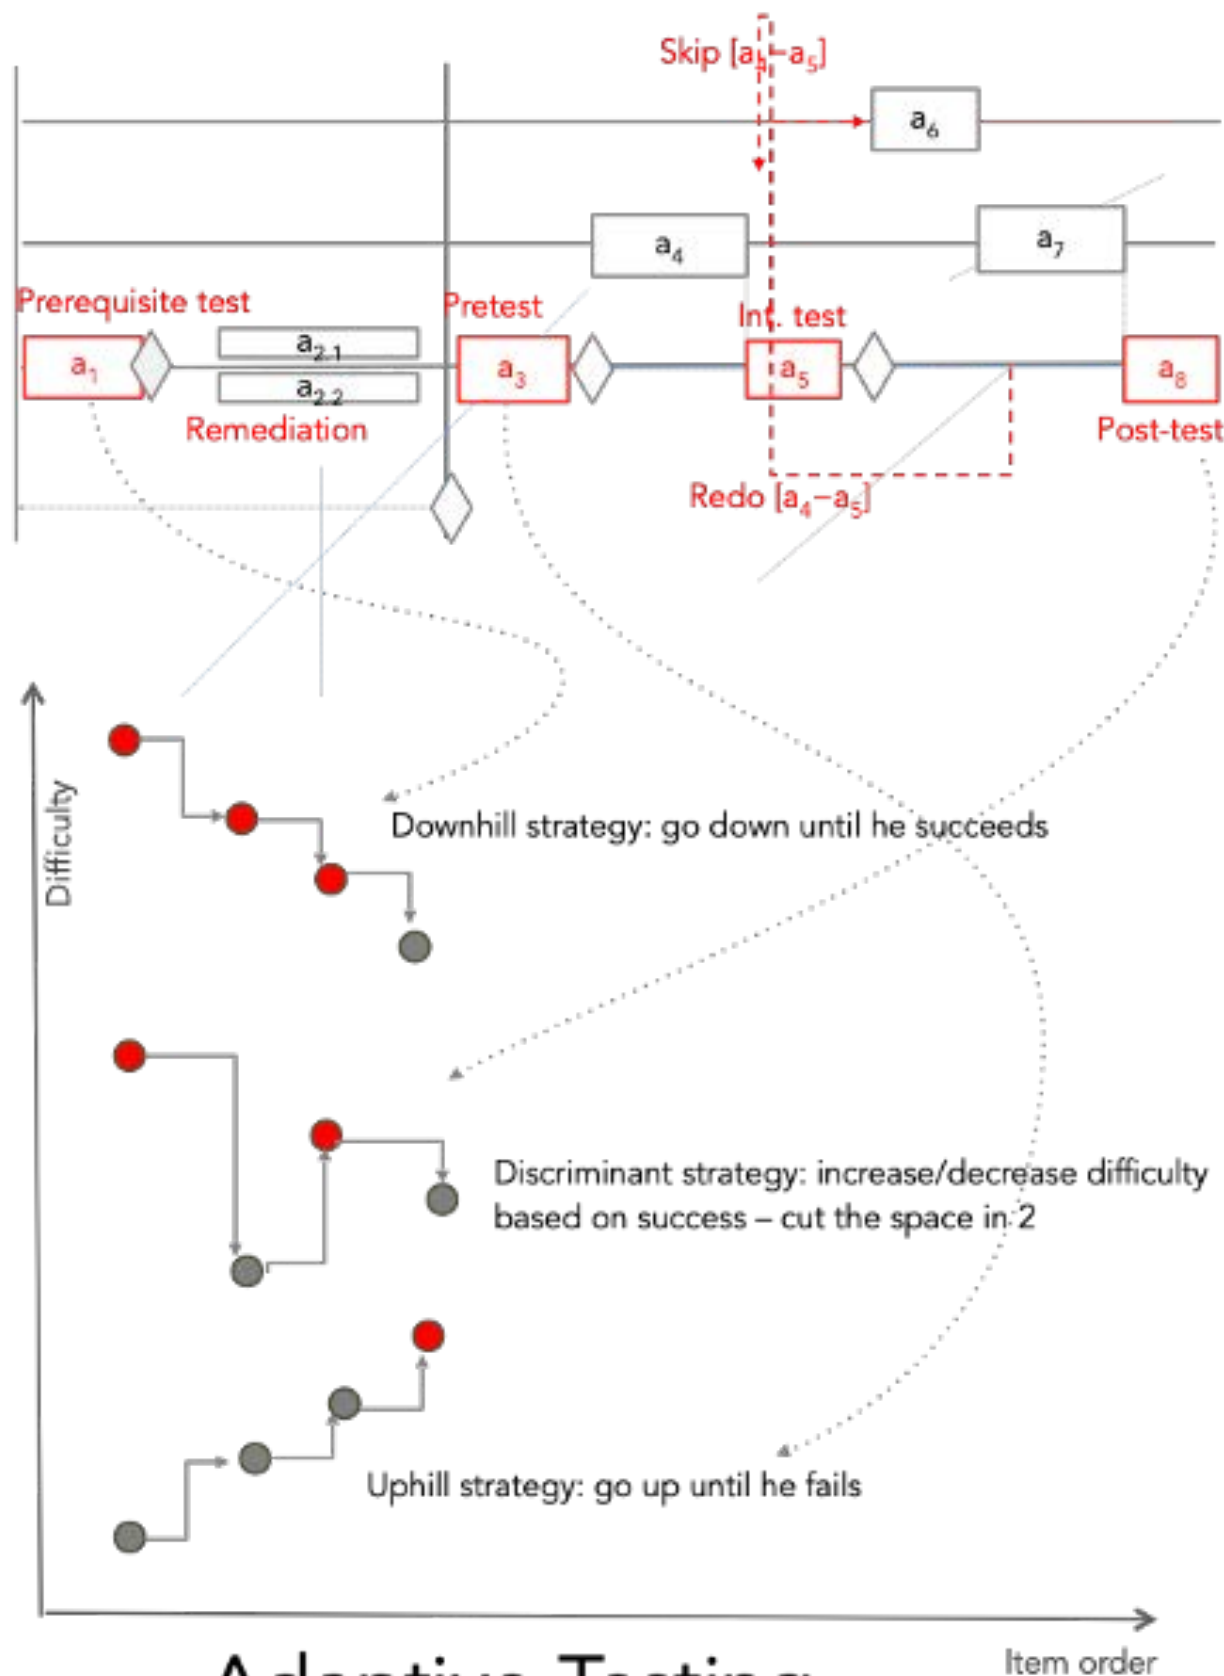 Skip [a4–a5]
a6
a4
a7
Prerequisite test
Pretest
Int. test
a1
a2.1
a2.2
a3
a5
a8
Remediation
Post-test
Redo [a4–a5]
Difficulty
Downhill strategy: go down until he succeeds
Discriminant strategy: increase/decrease difficulty
based on success – cut the space in 2
Uphill strategy: go up until he fails
Item order
Adaptive Testing